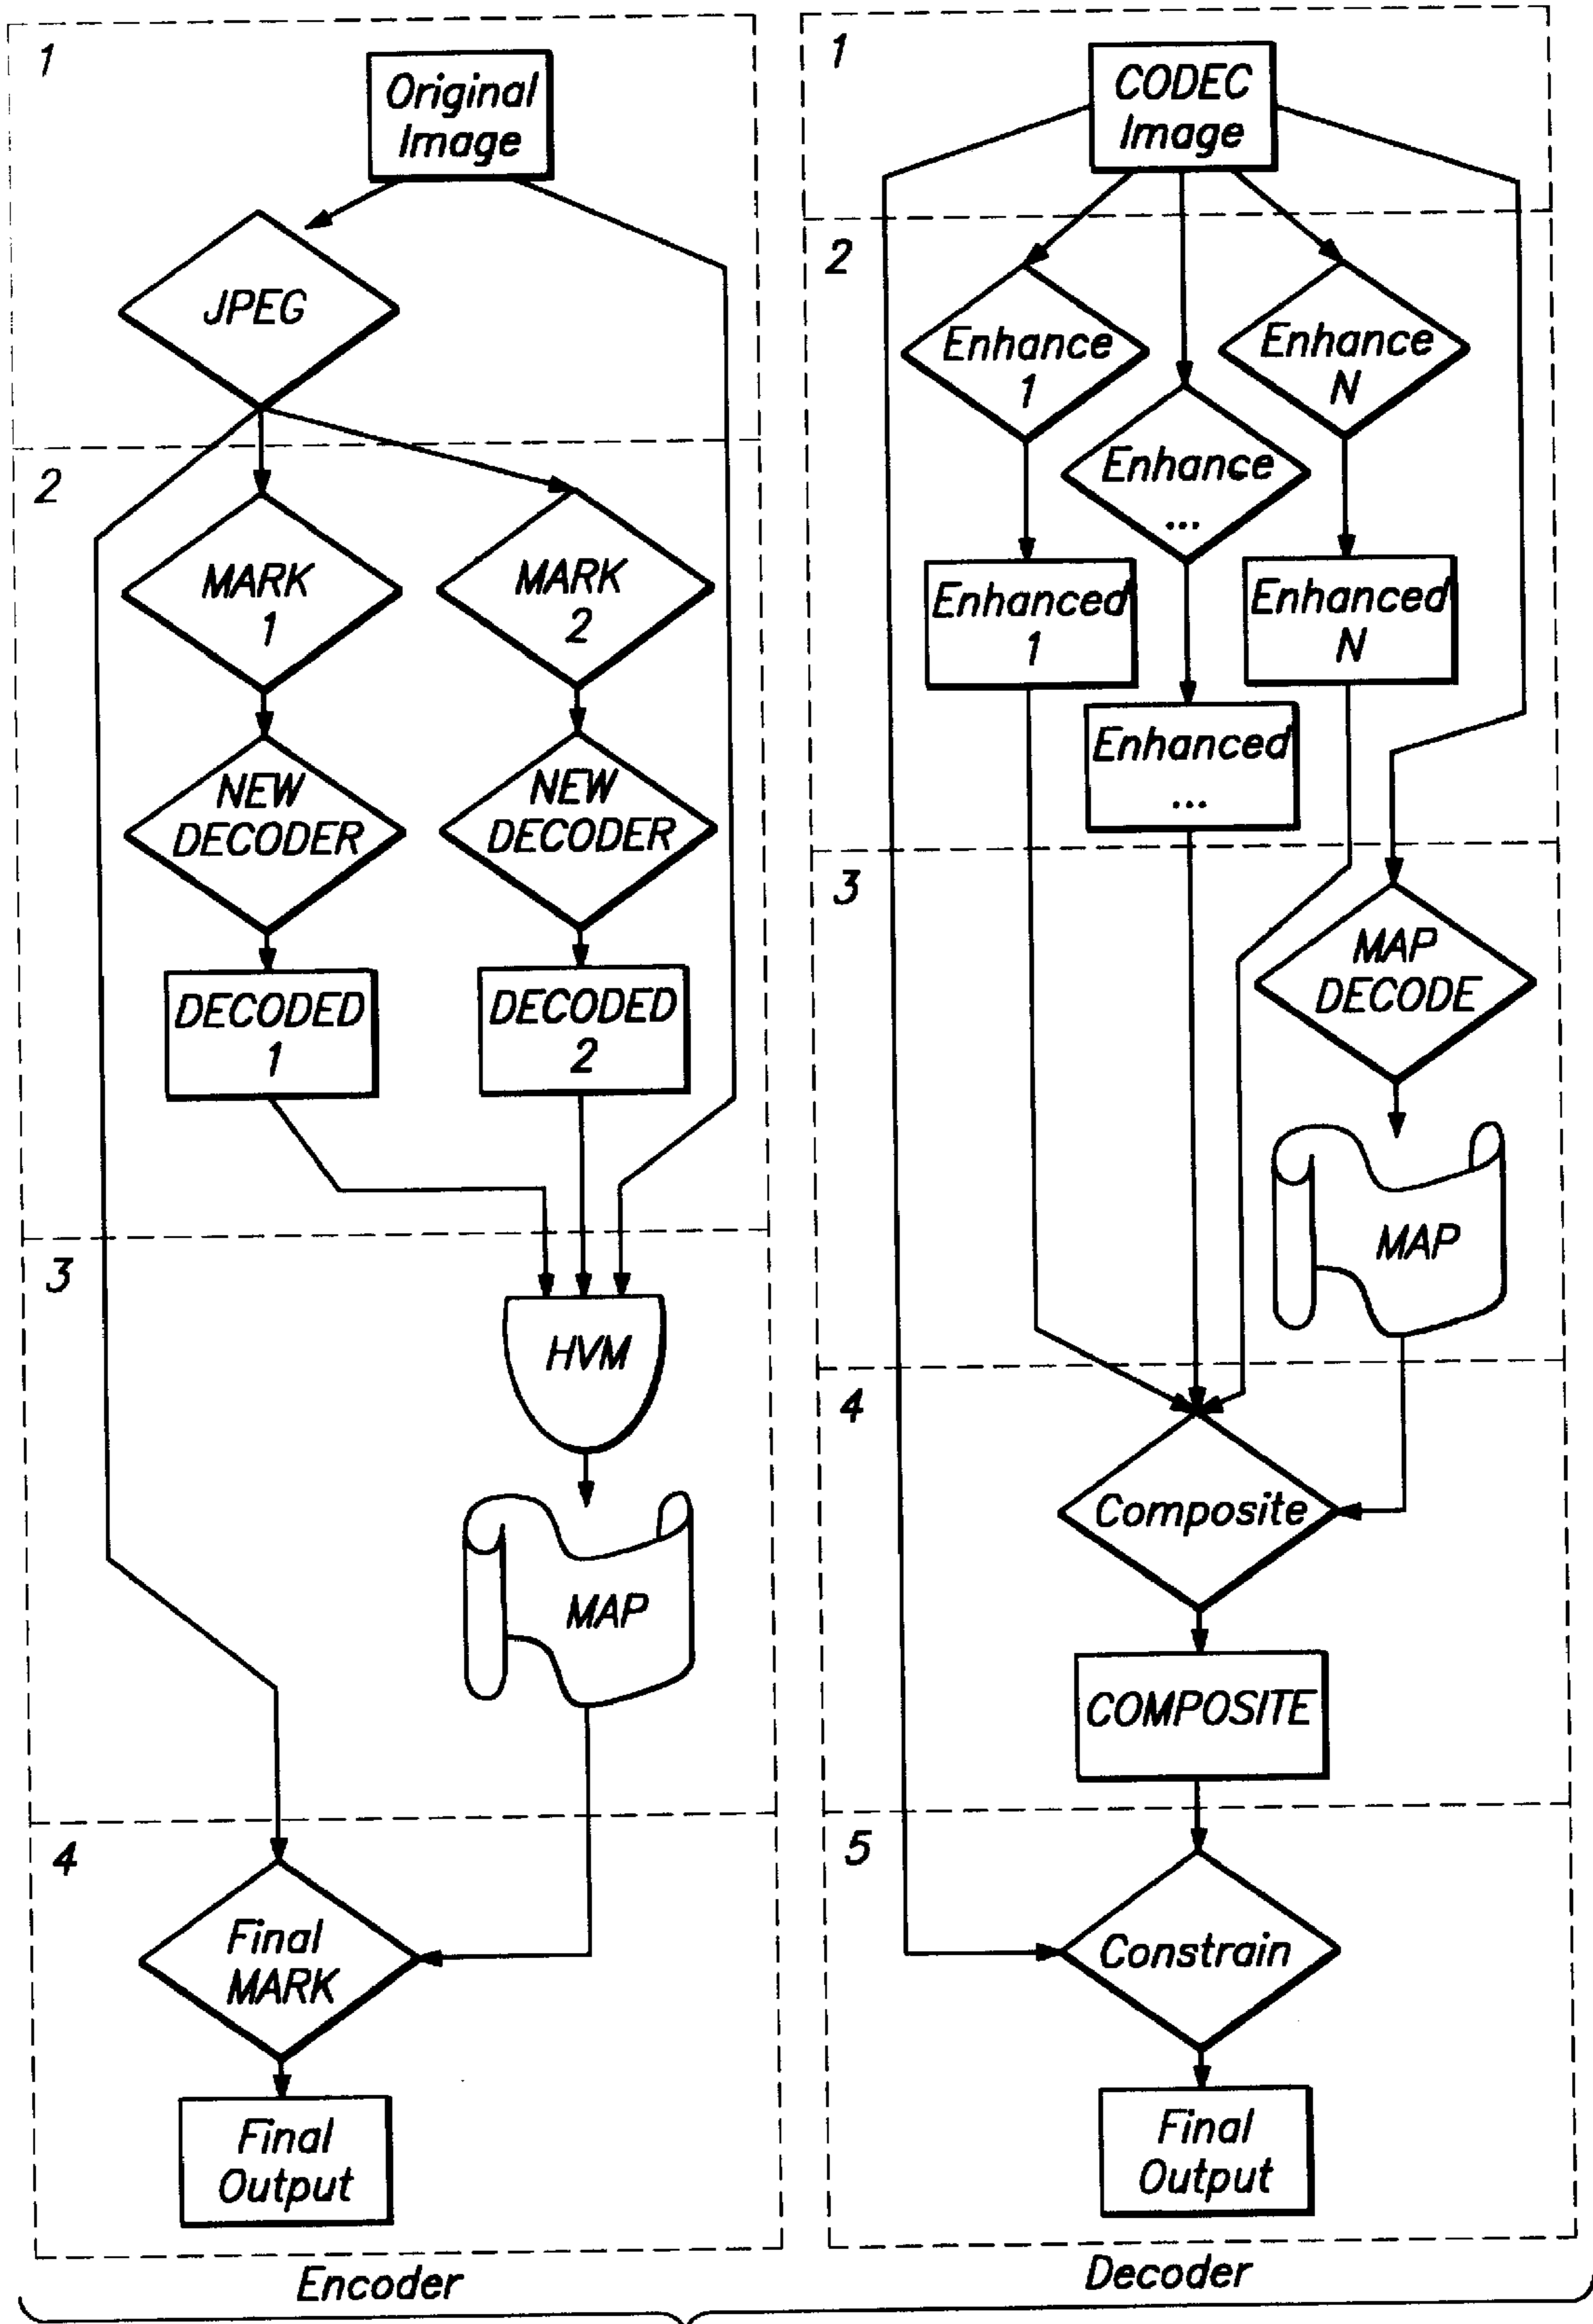 1
Original
Image
JPEG
2
MARK
1
MARK
2
NEW
DECODER
NEW
DECODER
DECODED
1
DECODED
2
3
HVM
MAP
4
Final
MARK
Final
Output
Encoder
1
CODEC
Image
2
Enhance
1
Enhance
...
Enhance
N
Enhanced
1
Enhanced
...
Enhanced
N
3
MAP
DECODE
MAP
4
Composite
COMPOSITE
5
Constrain
Final
Output
Decoder